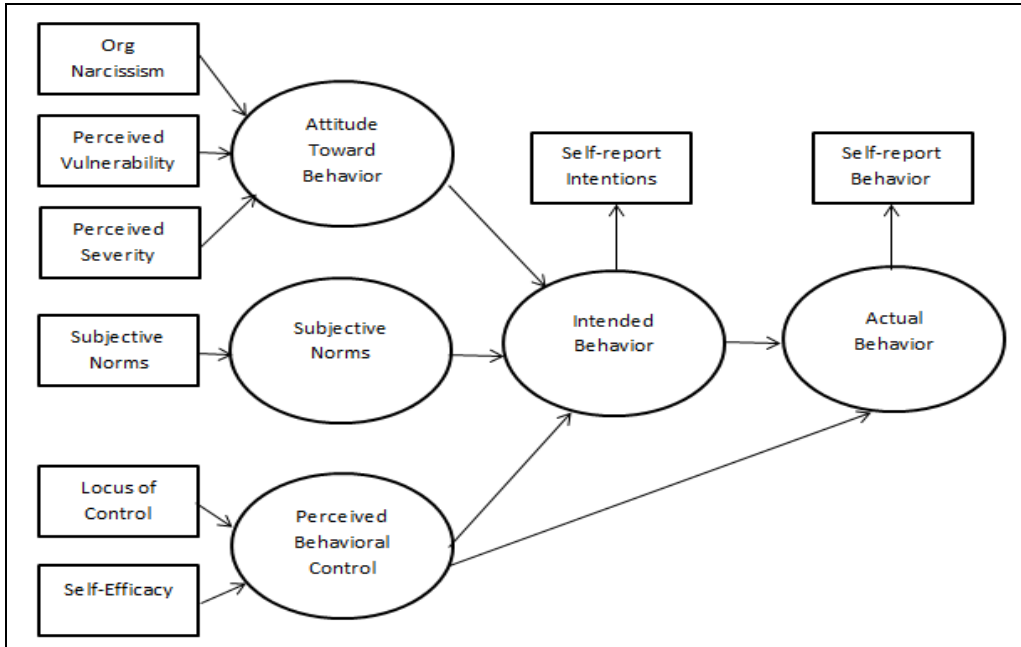 Org
Narcissism
Perceived
Vulnerability
Perceived
Severity
Attitude
Toward
Behavior
Self-report
Intentions
Self-report
Behavior
Subjective
Norms
Subjective
Norms
Intended
Behavior
Actual
Behavior
Locus of
Control
Self-Efficacy
Perceived
Behavioral
Control